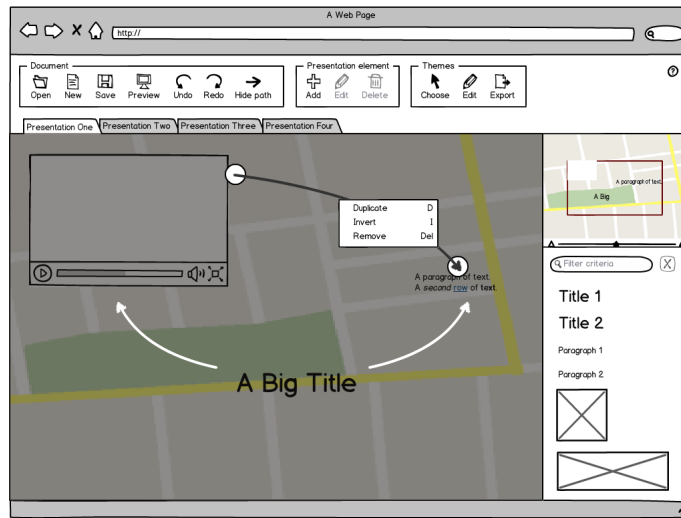 A Web Page
http://
Document
Open New Save Preview Undo Redo Hide path
Presentation element
Add Edit Delete
Themes
Choose Edit Export
?
Presentation One Presentation Two Presentation Three Presentation Four
Duplicate D
Invert I
Remove Del
A paragraph of text.
A second row of text.
A Big Title
A paragraph of text.
A Big
Filter criteria X
Title 1
Title 2
Paragraph 1
Paragraph 2